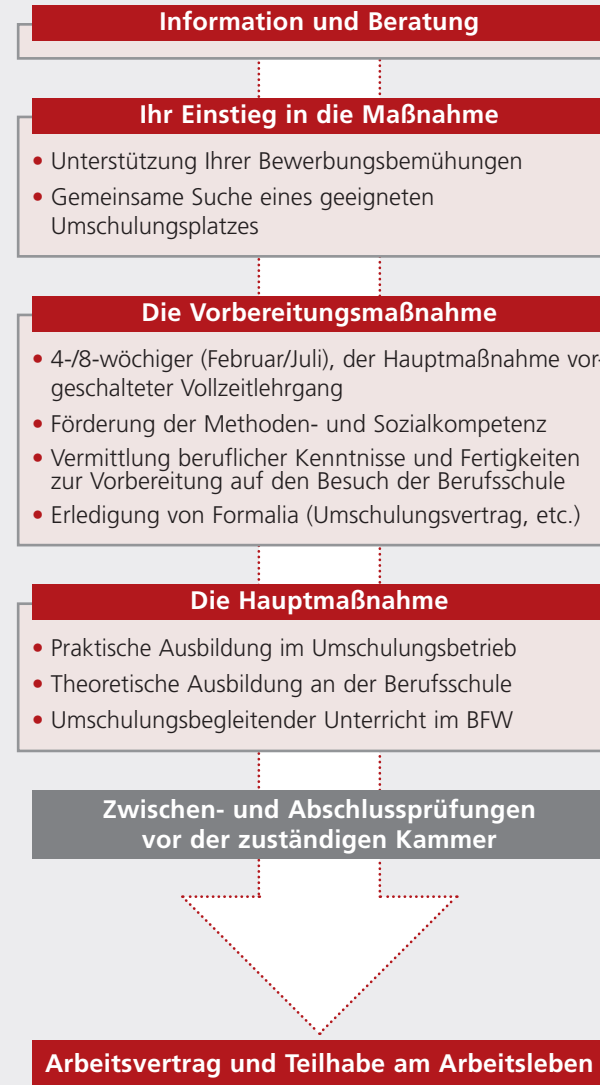 Information und Beratung
Ihr Einstieg in die Maßnahme
• Unterstützung Ihrer Bewerbungsbemühungen
• Gemeinsame Suche eines geeigneten
Umschulungsplatzes
Die Vorbereitungsmaßnahme
• 4-/8-wöchiger (Februar/Juli), der Hauptmaßnahme vor-
geschalteter Vollzeitlehrgang
• Förderung der Methoden- und Sozialkompetenz
• Vermittlung beruflicher Kenntnisse und Fertigkeiten
zur Vorbereitung auf den Besuch der Berufsschule
• Erledigung von Formalia (Umschulungsvertrag, etc.)
Die Hauptmaßnahme
• Praktische Ausbildung im Umschulungsbetrieb
• Theoretische Ausbildung an der Berufsschule
• Umschulungsbegleitender Unterricht im BFW
Zwischen- und Abschlussprüfungen
vor der zuständigen Kammer
Arbeitsvertrag und Teilhabe am Arbeitsleben